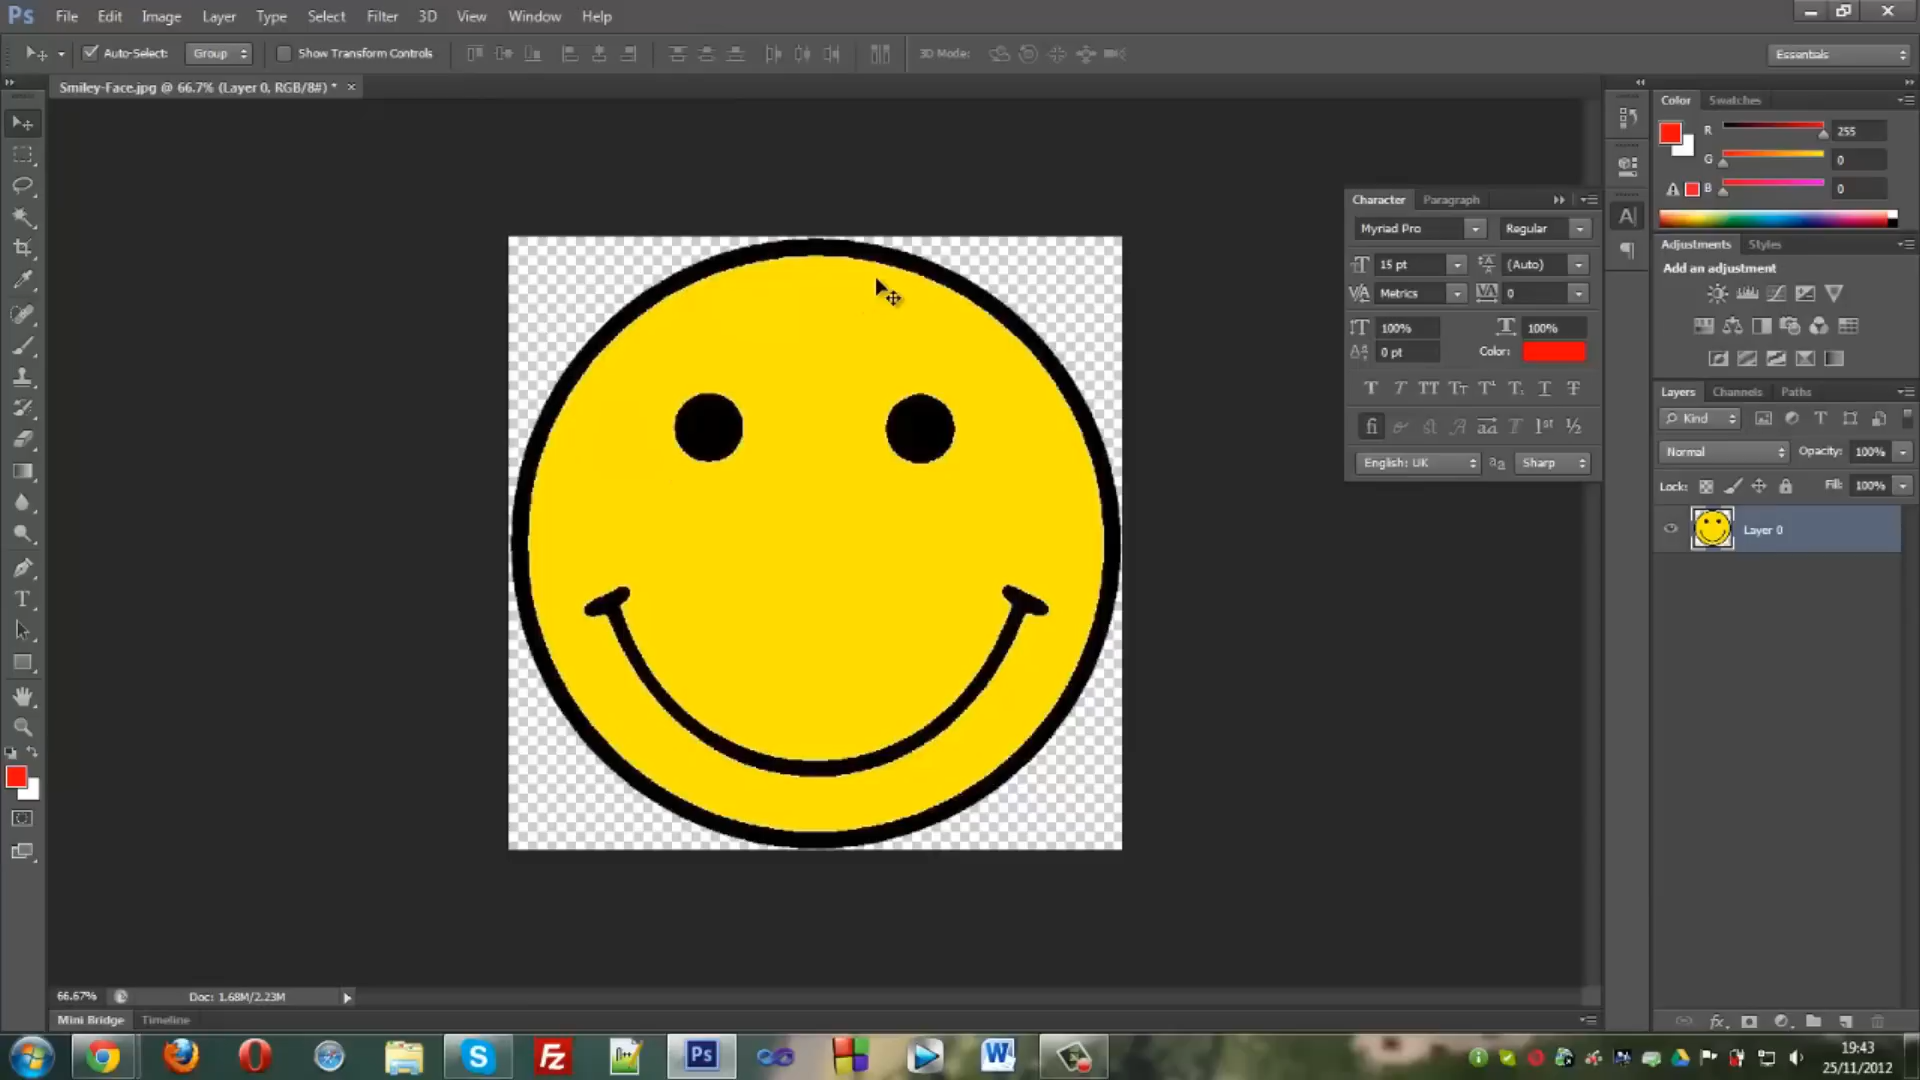 Ps File Edit Image Layer Type Select Filter 3D View Window Help
Auto-Select: Group Show Transform Controls 3D Mode: Essentials
Smiley-Face.jpg @ 66.7% (Layer 0, RGB/8#) * ×
Color Swatches
R 255
G 0
B 0
Character Paragraph
Myriad Pro Regular
15 pt (Auto)
Metrics 0
100% 100%
0 pt Color:
English: UK Sharp
Adjustments Styles
Add an adjustment
Layers Channels Paths
Kind
Normal Opacity: 100%
Lock: Fill: 100%
Layer 0
66.67% Doc: 1.68M/2.23M
Mini Bridge Timeline
19:43
25/11/2012